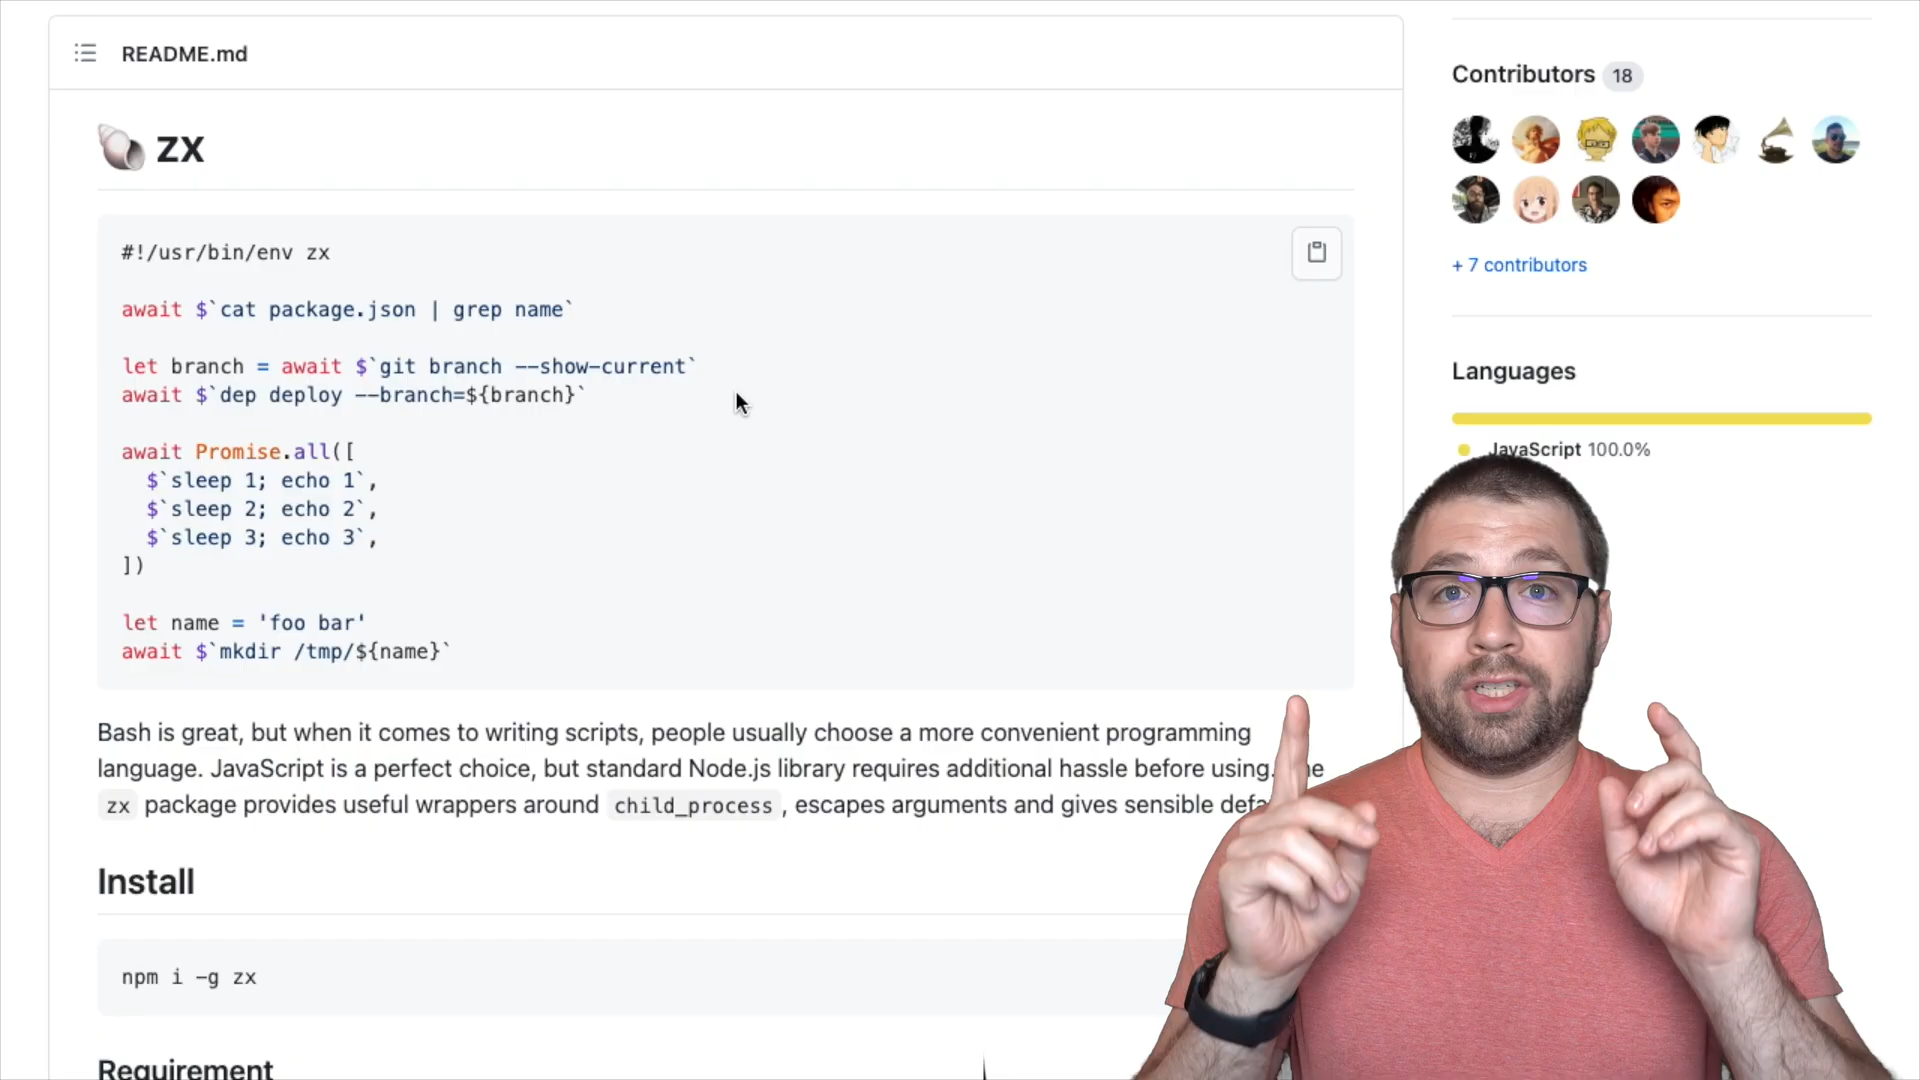 README.md
zx
#!/usr/bin/env zx
await $`cat package.json | grep name`
let branch = await $`git branch --show-current`
await $`dep deploy --branch=${branch}`
await Promise.all([
$`sleep 1; echo 1`,
$`sleep 2; echo 2`,
$`sleep 3; echo 3`,
])
let name = 'foo bar'
await $`mkdir /tmp/${name}`
Bash is great, but when it comes to writing scripts, people usually choose a more convenient programming
language. JavaScript is a perfect choice, but standard Node.js library requires additional hassle before using.
zx package provides useful wrappers around child_process, escapes arguments and gives sensible
Install
npm i -g zx
Requirement
Contributors 18
+ 7 contributors
Languages
JavaScript 100.0%